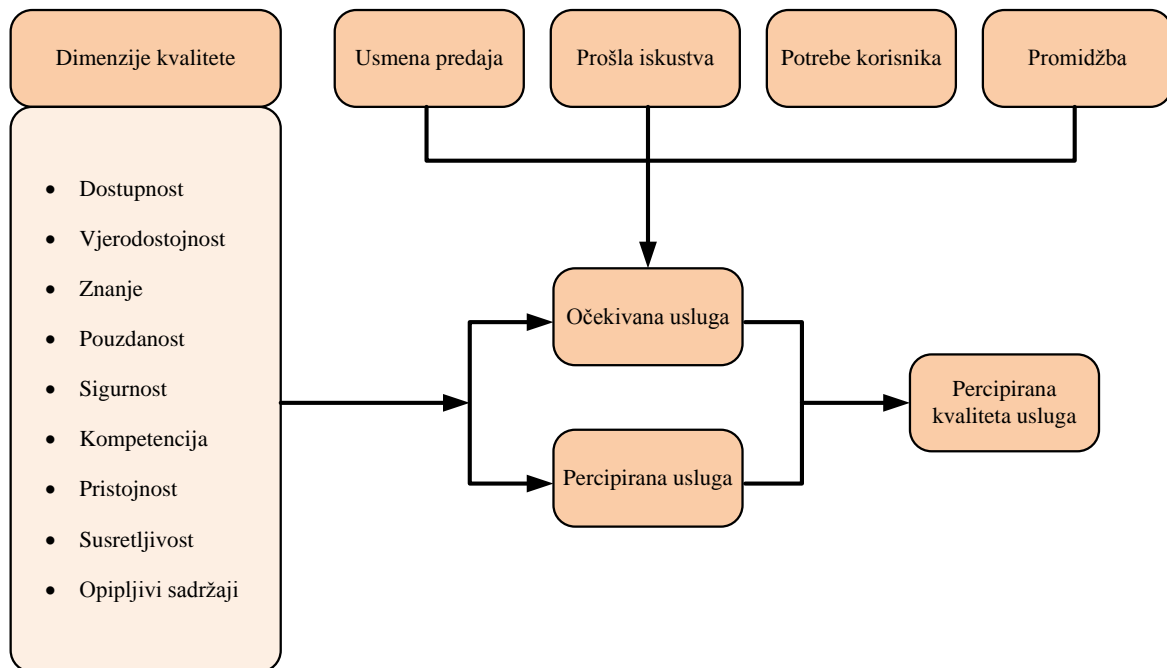 Dimenzije kvalitete
• Dostupnost
• Vjerodostojnost
• Znanje
• Pouzdanost
• Sigurnost
• Kompetencija
• Pristojnost
• Susretljivost
• Opipljivi sadržaji
Usmena predaja
Prošla iskustva
Potrebe korisnika
Promidžba
Očekivana usluga
Percipirana usluga
Percipirana
kvaliteta usluga